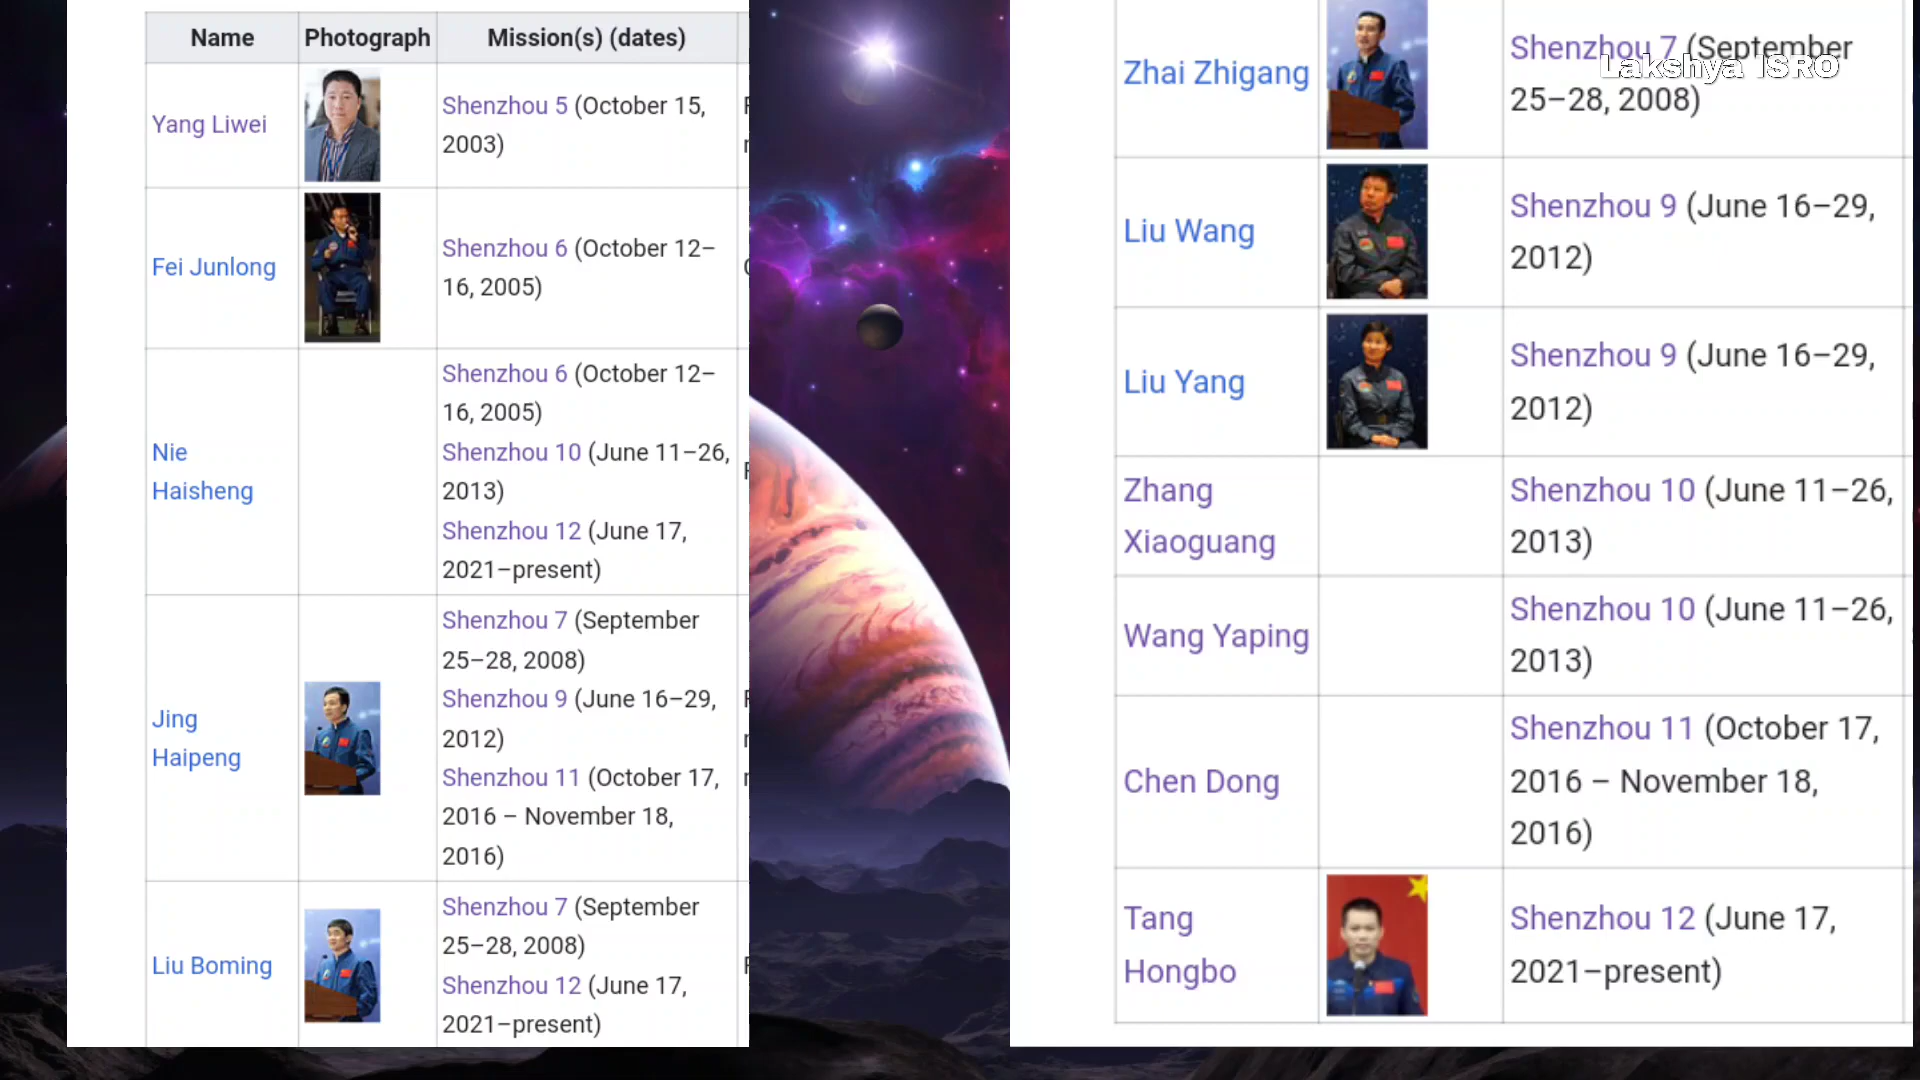 Name Photograph Mission(s) (dates)
Yang Liwei
Shenzhou 5 (October 15,
2003)
Fei Junlong
Shenzhou 6 (October 12–
16, 2005)
Nie
Haisheng
Shenzhou 6 (October 12–
16, 2005)
Shenzhou 10 (June 11–26,
2013)
Shenzhou 12 (June 17,
2021–present)
Jing
Haipeng
Shenzhou 7 (September
25–28, 2008)
Shenzhou 9 (June 16–29,
2012)
Shenzhou 11 (October 17,
2016 – November 18,
2016)
Liu Boming
Shenzhou 7 (September
25–28, 2008)
Shenzhou 12 (June 17,
2021–present)
Zhai Zhigang
Shenzhou 7 (September
25–28, 2008)
Lakshya ISRO
Liu Wang
Shenzhou 9 (June 16–29,
2012)
Liu Yang
Shenzhou 9 (June 16–29,
2012)
Zhang
Xiaoguang
Shenzhou 10 (June 11–26,
2013)
Wang Yaping
Shenzhou 10 (June 11–26,
2013)
Chen Dong
Shenzhou 11 (October 17,
2016 – November 18,
2016)
Tang
Hongbo
Shenzhou 12 (June 17,
2021–present)